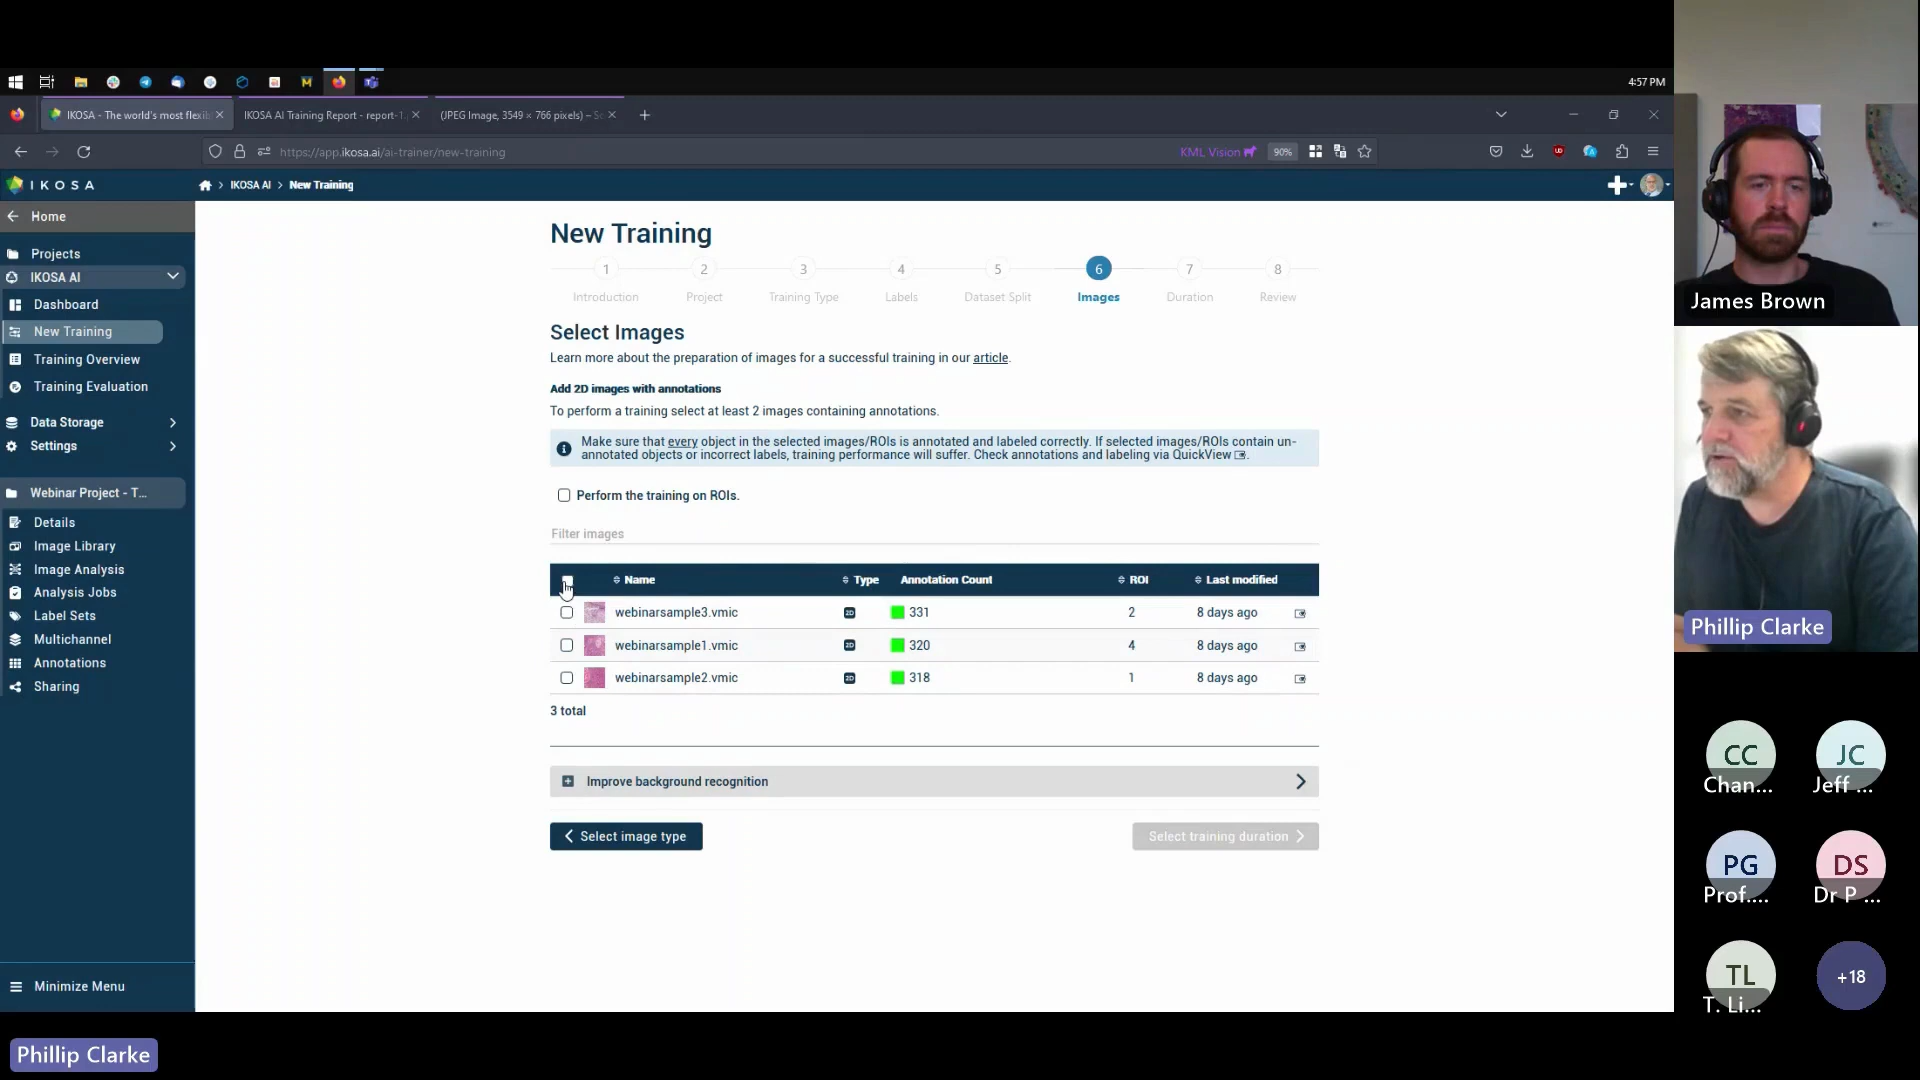 4:57 PM
IKOSA - The world's most flexib
IKOSA AI Training Report - report-1.
(JPEG Image, 3549 × 766 pixels) – Sc
https://app.ikosa.ai/ai-trainer/new-training
KML Vision
90%
IKOSA
IKOSA AI
New Training
Home
Projects
IKOSA AI
Dashboard
New Training
Training Overview
Training Evaluation
Data Storage
Settings
Webinar Project - T...
Details
Image Library
Image Analysis
Analysis Jobs
Label Sets
Multichannel
Annotations
Sharing
Minimize Menu
New Training
1 2 3 4 5 6 7 8
Introduction Project Training Type Labels Dataset Split Images Duration Review
Select Images
Learn more about the preparation of images for a successful training in our article.
Add 2D images with annotations
To perform a training select at least 2 images containing annotations.
Make sure that every object in the selected images/ROIs is annotated and labeled correctly. If selected images/ROIs contain un-
annotated objects or incorrect labels, training performance will suffer. Check annotations and labeling via QuickView .
Perform the training on ROIs.
Filter images
Name Type Annotation Count ROI Last modified
webinarsample3.vmic 2D 331 2 8 days ago
webinarsample1.vmic 2D 320 4 8 days ago
webinarsample2.vmic 2D 318 1 8 days ago
3 total
Improve background recognition
Select image type
Select training duration
James Brown
Phillip Clarke
CC
Chan...
JC
Jeff ...
PG
Prof....
DS
Dr P ...
TL
T. Li...
+18
Phillip Clarke